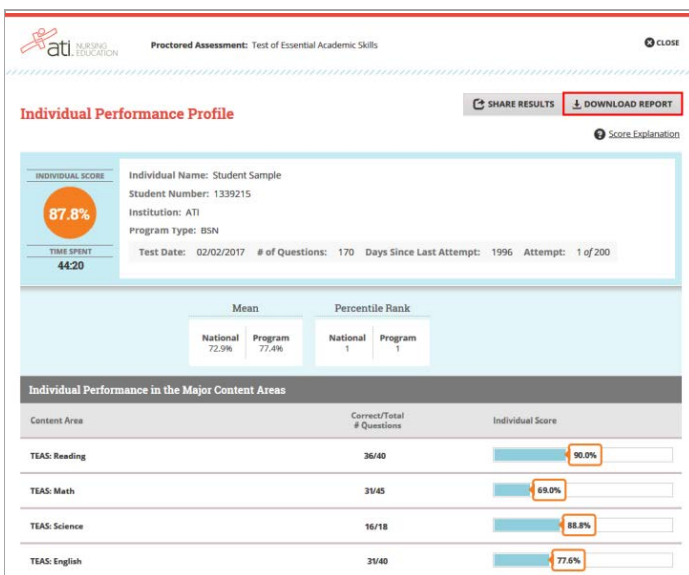 ati NURSING EDUCATION
Proctored Assessment: Test of Essential Academic Skills
CLOSE
Individual Performance Profile
SHARE RESULTS
DOWNLOAD REPORT
Score Explanation
INDIVIDUAL SCORE
87.8%
TIME SPENT
44:20
Individual Name: Student Sample
Student Number: 1339215
Institution: ATI
Program Type: BSN
Test Date: 02/02/2017 # of Questions: 170 Days Since Last Attempt: 1996 Attempt: 1 of 200
Mean Percentile Rank
National Program National Program
72.9% 77.4% 1 1
Individual Performance in the Major Content Areas
Content Area Correct/Total # Questions Individual Score
TEAS: Reading 36/40 90.0%
TEAS: Math 31/45 69.0%
TEAS: Science 16/18 88.8%
TEAS: English 31/40 77.6%